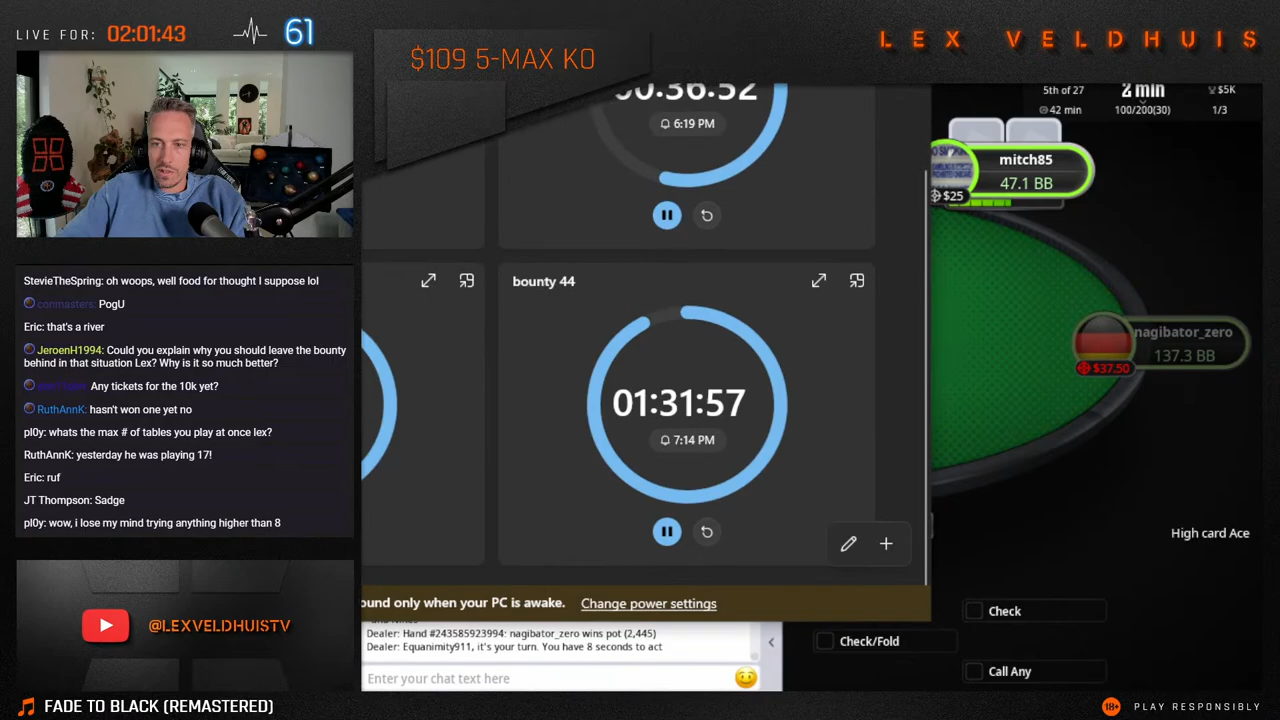 LIVE FOR: 02:01:43
61
$109 5-MAX KO
LEX VELDHUIS
StevieTheSpring: oh woops, well food for thought I suppose lol
conmasters: PogU
Eric: that's a river
JeroenH1994: Could you explain why you should leave the bounty
behind in that situation Lex? Why is it so much better?
Any tickets for the 10k yet?
RuthAnnK: hasn't won one yet no
pl0y: whats the max # of tables you play at once lex?
RuthAnnK: yesterday he was playing 17!
Eric: ruf
JT Thompson: Sadge
pl0y: wow, i lose my mind trying anything higher than 8
@LEXVELDHUISTV
FADE TO BLACK (REMASTERED)
00:36:52
6:19 PM
bounty 44
01:31:57
7:14 PM
ound only when your PC is awake. Change power settings
Dealer: Hand #243585923994: nagibator_zero wins pot (2,445)
Dealer: Equanimity911, it's your turn. You have 8 seconds to act
Enter your chat text here
5th of 27
42 min
2 min
100/200(30)
$5K
1/3
mitch85
47.1 BB
$25
nagibator_zero
137.3 BB
$37.50
High card Ace
Check
Check/Fold
Call Any
18+ PLAY RESPONSIBLY